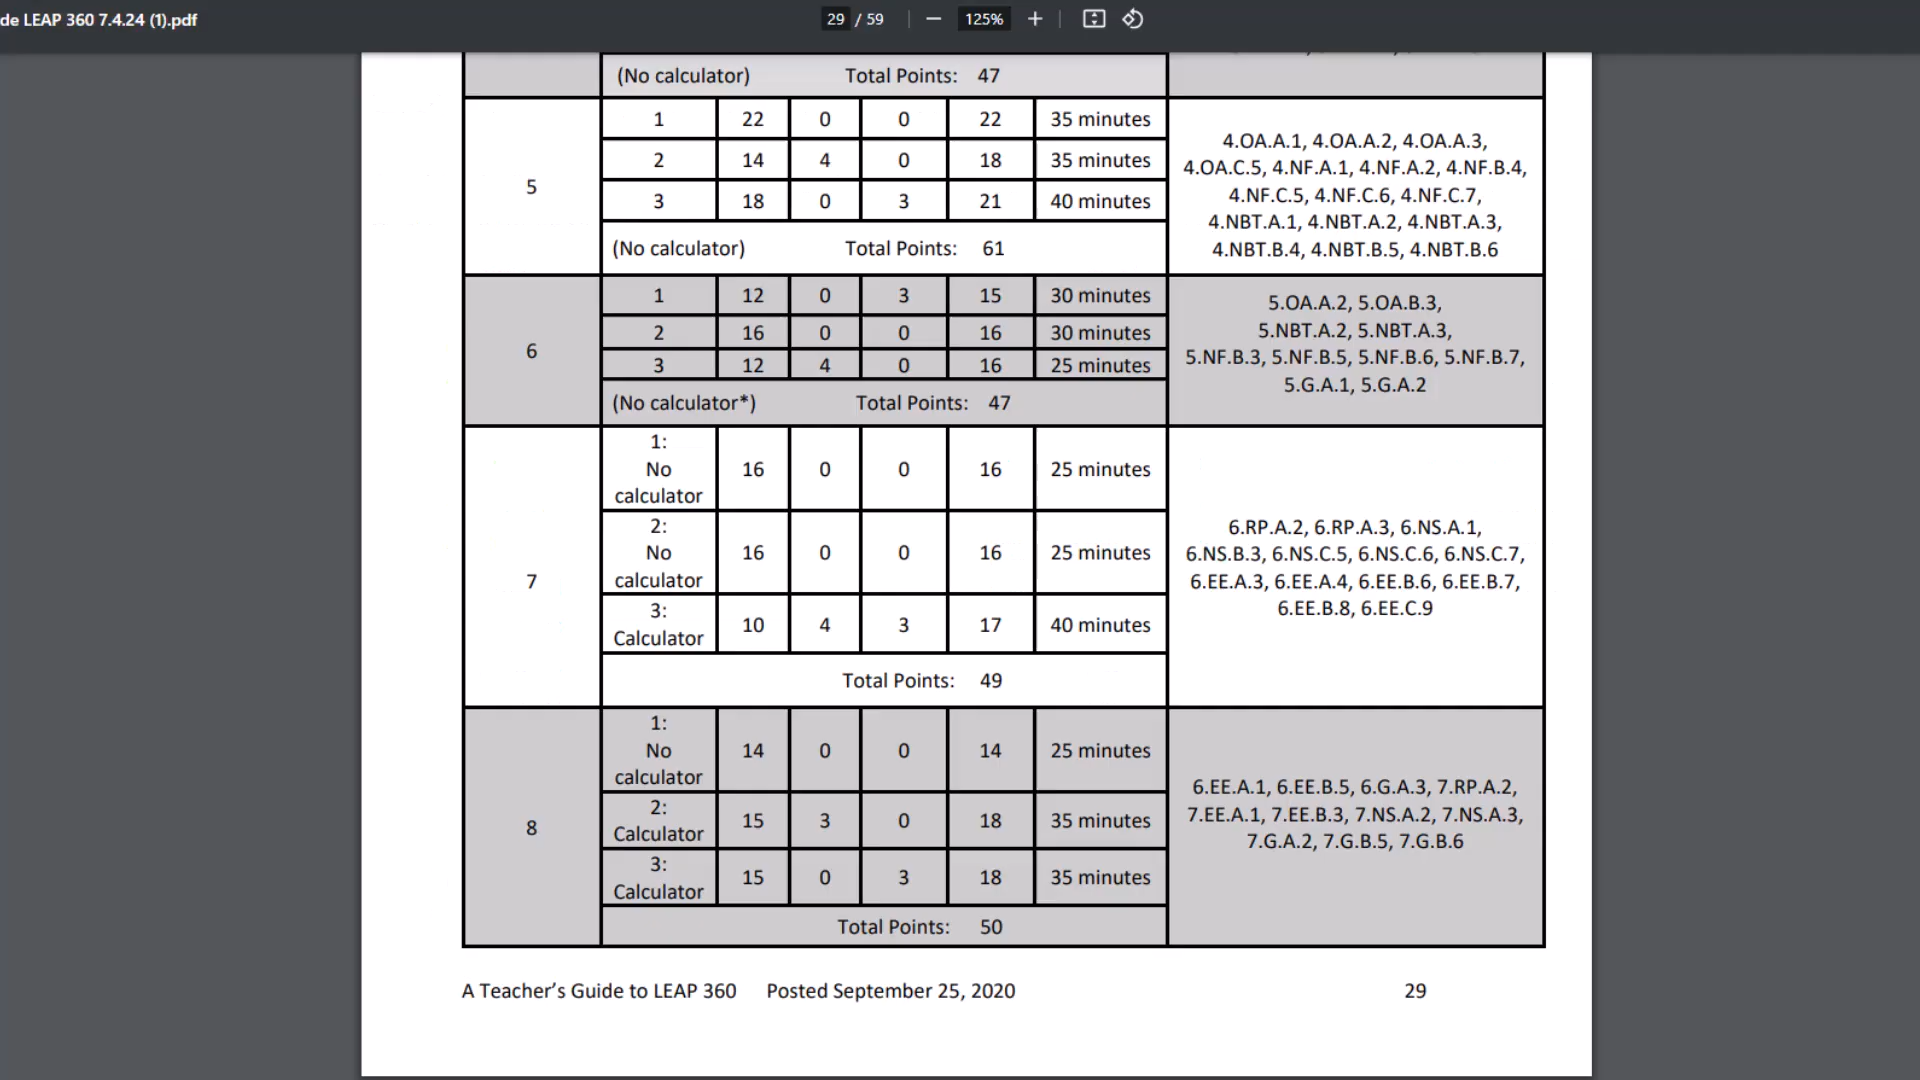 de LEAP 360 7.4.24 (1).pdf
29 / 59
125%
(No calculator) Total Points: 47
5
1 22 0 0 22 35 minutes
2 14 4 0 18 35 minutes
3 18 0 3 21 40 minutes
(No calculator) Total Points: 61
4.OA.A.1, 4.OA.A.2, 4.OA.A.3,
4.OA.C.5, 4.NF.A.1, 4.NF.A.2, 4.NF.B.4,
4.NF.C.5, 4.NF.C.6, 4.NF.C.7,
4.NBT.A.1, 4.NBT.A.2, 4.NBT.A.3,
4.NBT.B.4, 4.NBT.B.5, 4.NBT.B.6
6
1 12 0 3 15 30 minutes
2 16 0 0 16 30 minutes
3 12 4 0 16 25 minutes
(No calculator*) Total Points: 47
5.OA.A.2, 5.OA.B.3,
5.NBT.A.2, 5.NBT.A.3,
5.NF.B.3, 5.NF.B.5, 5.NF.B.6, 5.NF.B.7,
5.G.A.1, 5.G.A.2
7
1:
No 16 0 0 16 25 minutes
calculator
2:
No 16 0 0 16 25 minutes
calculator
3:
Calculator 10 4 3 17 40 minutes
Total Points: 49
6.RP.A.2, 6.RP.A.3, 6.NS.A.1,
6.NS.B.3, 6.NS.C.5, 6.NS.C.6, 6.NS.C.7,
6.EE.A.3, 6.EE.A.4, 6.EE.B.6, 6.EE.B.7,
6.EE.B.8, 6.EE.C.9
8
1:
No 14 0 0 14 25 minutes
calculator
2:
Calculator 15 3 0 18 35 minutes
3:
Calculator 15 0 3 18 35 minutes
Total Points: 50
6.EE.A.1, 6.EE.B.5, 6.G.A.3, 7.RP.A.2,
7.EE.A.1, 7.EE.B.3, 7.NS.A.2, 7.NS.A.3,
7.G.A.2, 7.G.B.5, 7.G.B.6
A Teacher’s Guide to LEAP 360 Posted September 25, 2020 29